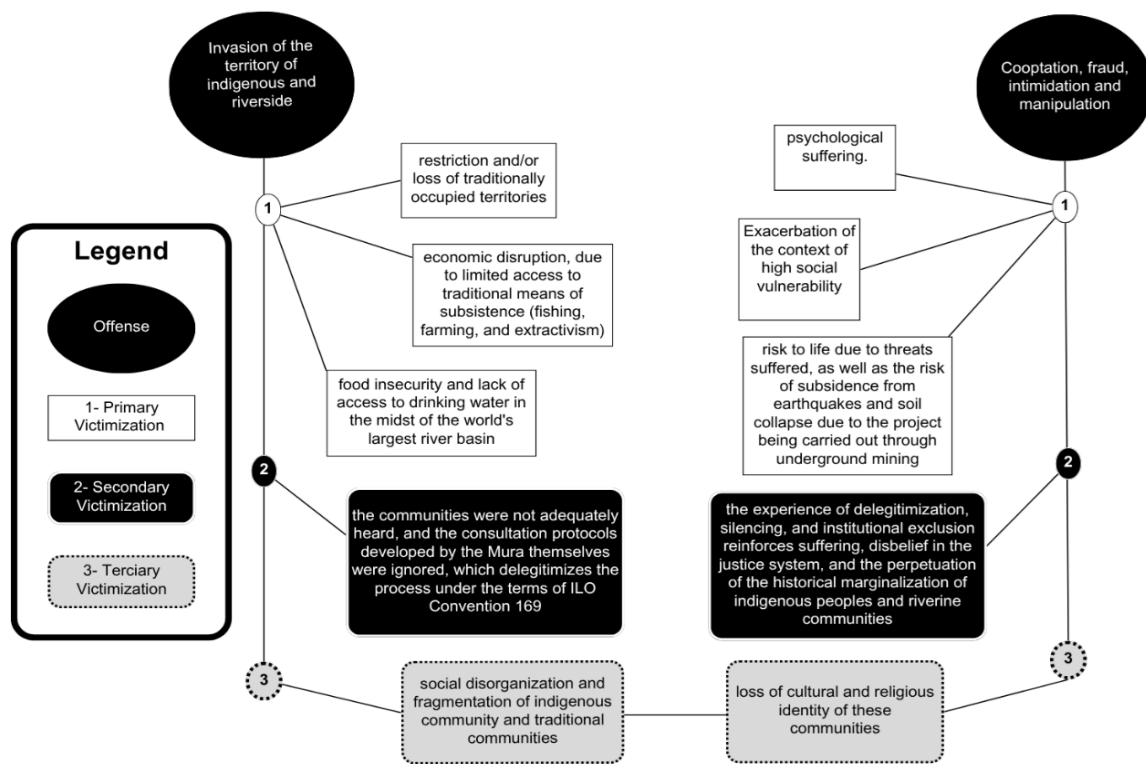 Invasion of the
territory of
indigenous and
riverside
1
restriction and/or
loss of traditionally
occupied territories
economic disruption, due
to limited access to
traditional means of
subsistence (fishing,
farming, and extractivism)
food insecurity and lack of
access to drinking water in
the midst of the world's
largest river basin
2
the communities were not adequately
heard, and the consultation protocols
developed by the Mura themselves
were ignored, which delegitimizes the
process under the terms of ILO
Convention 169
3
social disorganization and
fragmentation of indigenous
community and traditional
communities
Cooptation, fraud,
intimidation and
manipulation
1
psychological
suffering.
Exacerbation of
the context of
high social
vulnerability
risk to life due to threats
suffered, as well as the risk
of subsidence from
earthquakes and soil
collapse due to the project
being carried out through
underground mining
2
the experience of delegitimization,
silencing, and institutional exclusion
reinforces suffering, disbelief in the
justice system, and the perpetuation of
the historical marginalization of
indigenous peoples and riverine
communities
3
loss of cultural and religious
identity of these
communities
Legend
Offense
1- Primary
Victimization
2- Secondary
Victimization
3- Terciary
Victimization